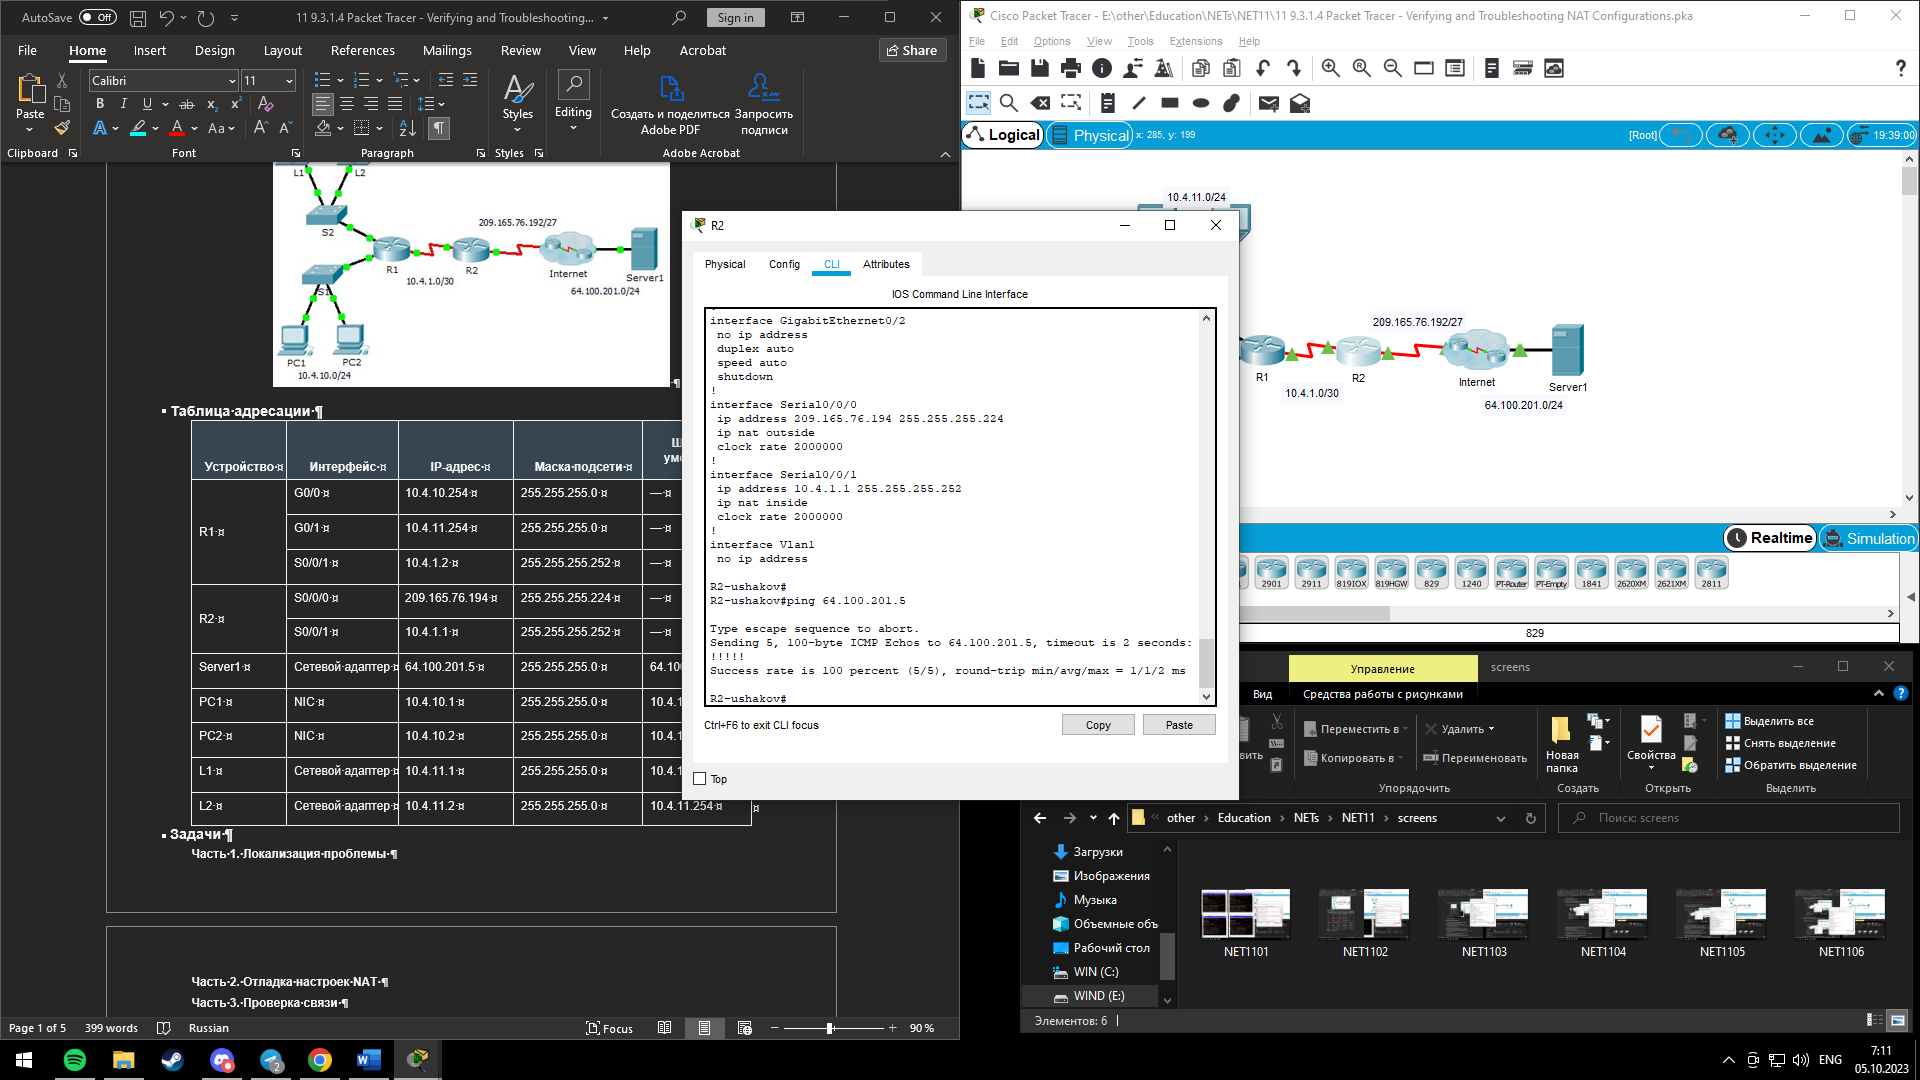 AutoSave Off
11 9.3.1.4 Packet Tracer - Verifying and Troubleshooting...
Sign in
File Home Insert Design Layout References Mailings Review View Help Acrobat
Share
Paste
Calibri 11
Styles
Editing
Создать и поделиться Adobe PDF
Запросить подписи
Clipboard Font Paragraph Styles Adobe Acrobat
L1 L2
S2
209.165.76.192/27
R1 R2 Internet Server1
10.4.1.0/30
64.100.201.0/24
S1
PC1 PC2
10.4.10.0/24
Таблица·адресации·¶
Устройство Интерфейс IP-адрес Маска·подсети
R1 G0/0 10.4.10.254 255.255.255.0 —
G0/1 10.4.11.254 255.255.255.0 —
S0/0/1 10.4.1.2 255.255.255.252 —
R2 S0/0/0 209.165.76.194 255.255.255.224 —
S0/0/1 10.4.1.1 255.255.255.252 —
Server1 Сетевой·адаптер 64.100.201.5 255.255.255.0 64.10
PC1 NIC 10.4.10.1 255.255.255.0 10.4.1
PC2 NIC 10.4.10.2 255.255.255.0 10.4.1
L1 Сетевой·адаптер 10.4.11.1 255.255.255.0 10.4.1
L2 Сетевой·адаптер 10.4.11.2 255.255.255.0 10.4.11.254
Задачи·¶
Часть·1.·Локализация·проблемы·¶
Часть·2.·Отладка·настроек·NAT·¶
Часть·3.·Проверка·связи·¶
Page 1 of 5 399 words Russian Focus 90 %
Cisco Packet Tracer - E:\other\Education\NETs\NET11\11 9.3.1.4 Packet Tracer - Verifying and Troubleshooting NAT Configurations.pka
File Edit Options View Tools Extensions Help
Logical Physical x: 285, y: 199
[Root] 19:39:00
10.4.11.0/24
209.165.76.192/27
R1 R2 Internet Server1
10.4.1.0/30
64.100.201.0/24
Realtime Simulation
2901 2911 819IOX 819HGW 829 1240 PT-Router PT-Empty 1841 2620XM 2621XM 2811
829
R2
Physical Config CLI Attributes
IOS Command Line Interface
interface GigabitEthernet0/2
no ip address
duplex auto
speed auto
shutdown
!
interface Serial0/0/0
ip address 209.165.76.194 255.255.255.224
ip nat outside
clock rate 2000000
!
interface Serial0/0/1
ip address 10.4.1.1 255.255.255.252
ip nat inside
clock rate 2000000
!
interface Vlan1
no ip address
R2-ushakov#
R2-ushakov#ping 64.100.201.5
Type escape sequence to abort.
Sending 5, 100-byte ICMP Echos to 64.100.201.5, timeout is 2 seconds:
!!!!!
Success rate is 100 percent (5/5), round-trip min/avg/max = 1/1/2 ms
R2-ushakov#
Ctrl+F6 to exit CLI focus
Copy Paste
Top
Управление screens
Вид Средства работы с рисунками
Переместить в
Копировать в
Удалить
Переименовать
Новая папка
Свойства
Выделить все
Снять выделение
Обратить выделение
Упорядочить Создать Открыть Выделить
other Education NETs NET11 screens
Поиск: screens
Загрузки
Изображения
Музыка
Объемные объ
Рабочий стол
WIN (C:)
WIND (E:)
NET1101 NET1102 NET1103 NET1104 NET1105 NET1106
Элементов: 6
2
ENG
7:11
05.10.2023